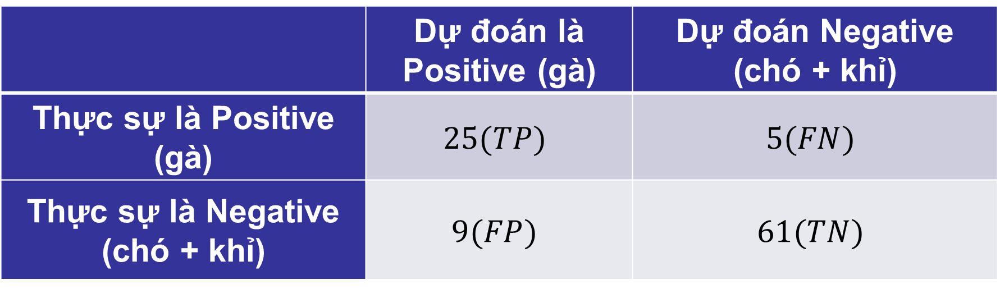 Dự đoán là
Positive (gà)
Dự đoán Negative
(chó + khỉ)
Thực sự là Positive
(gà)
25(TP)
5(FN)
Thực sự là Negative
(chó + khỉ)
9(FP)
61(TN)